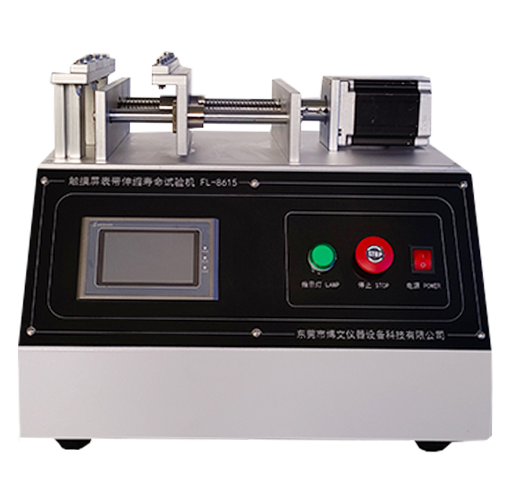 触摸屏表带伸缩寿命试验机 FL-8615
STOP
指示灯 LAMP
停止 STOP
电源 POWER
东莞市博文仪器设备科技有限公司